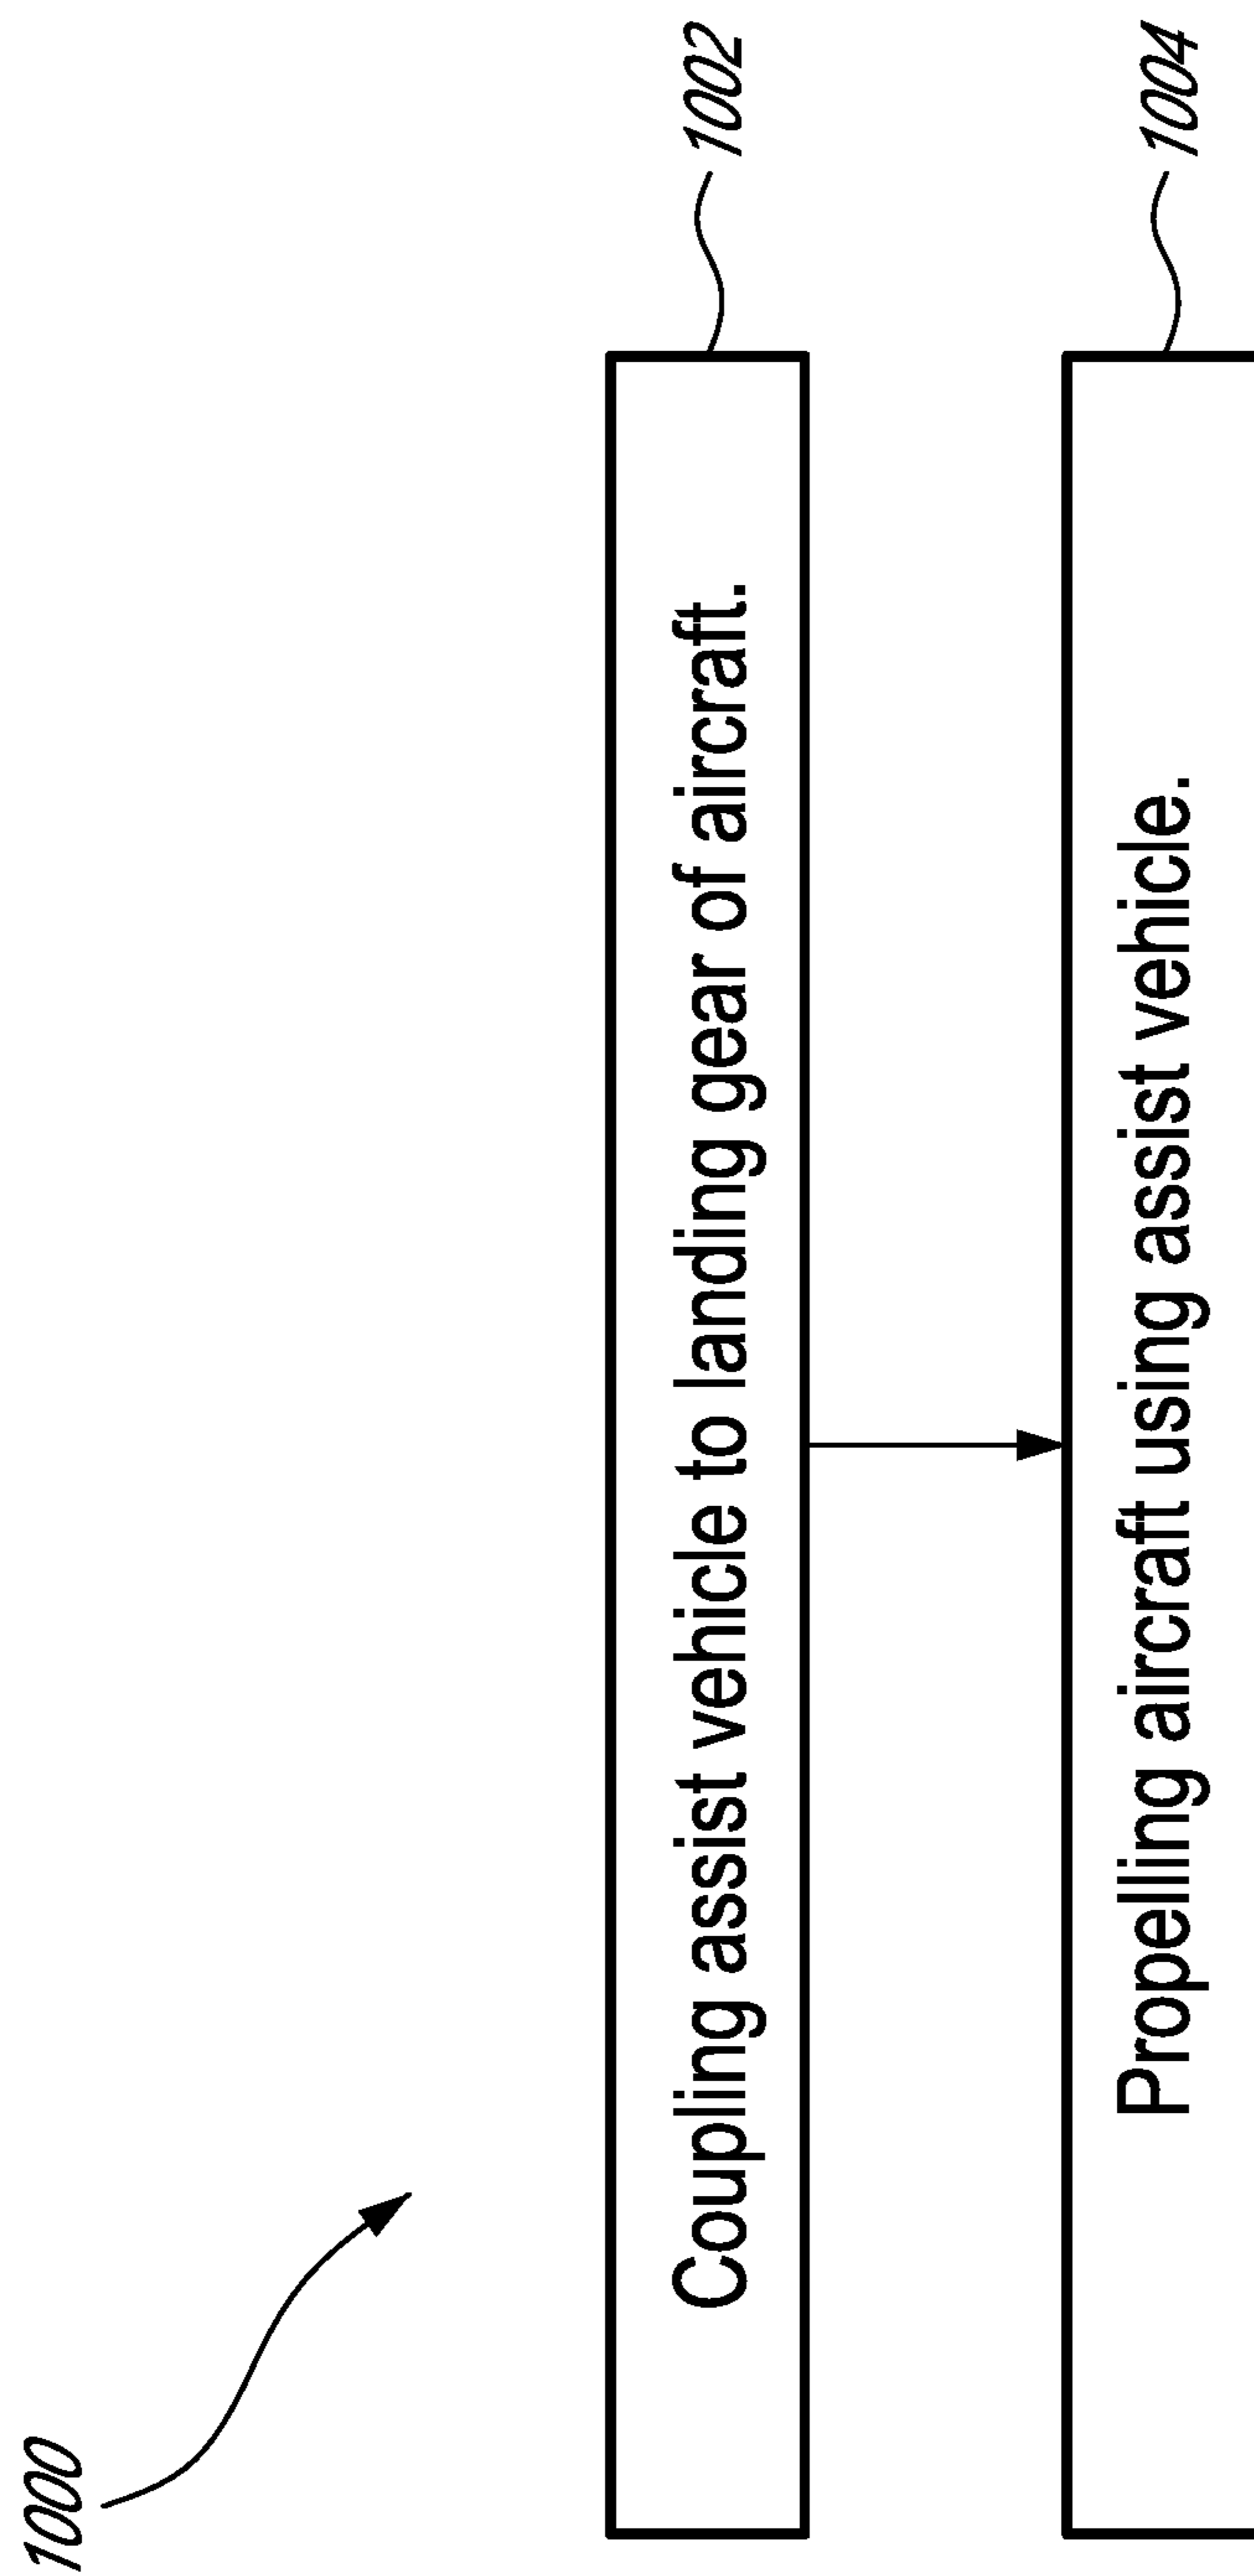 1000
Coupling assist vehicle to landing gear of aircraft.
1002
Propelling aircraft using assist vehicle.
1004